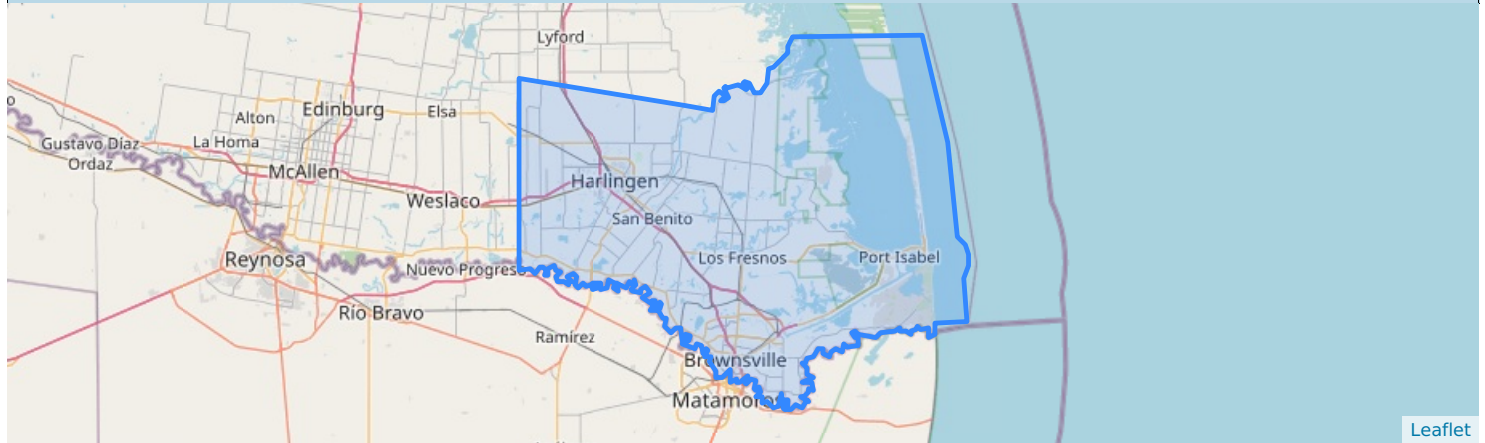 Lyford
o
Edinburg
Elsa
Alton
Gustavo Díaz
Ordaz
La Homa
McAllen
Harlingen
Weslaco
San Benito
Reynosa
Nuevo Progreso
Los Fresnos
Port Isabel
Río Bravo
Ramírez
Brownsville
Matamoros
Leaflet